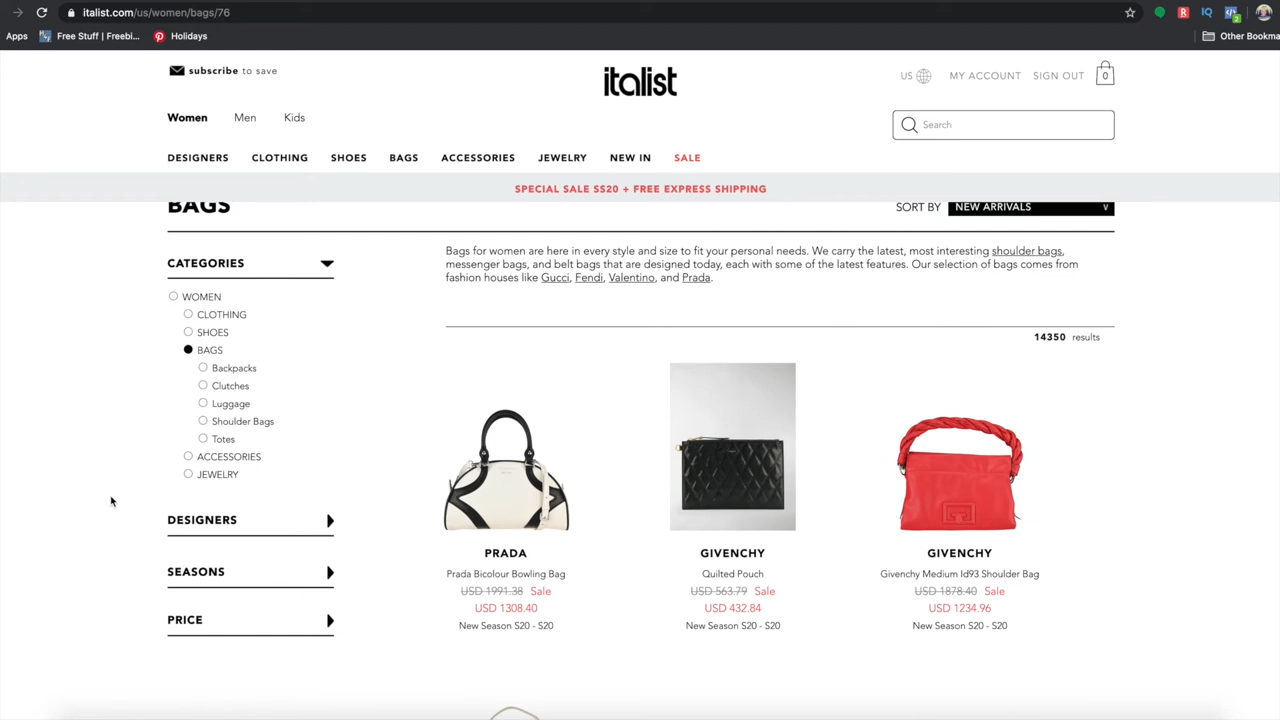 italist.com/us/women/bags/76
Apps Free Stuff | Freebi... Holidays Other Bookma
subscribe to save
italist
US MY ACCOUNT SIGN OUT 0
Women Men Kids
Search
DESIGNERS CLOTHING SHOES BAGS ACCESSORIES JEWELRY NEW IN SALE
SPECIAL SALE SS20 + FREE EXPRESS SHIPPING
BAGS
SORT BY NEW ARRIVALS
CATEGORIES
WOMEN
CLOTHING
SHOES
BAGS
Backpacks
Clutches
Luggage
Shoulder Bags
Totes
ACCESSORIES
JEWELRY
DESIGNERS
SEASONS
PRICE
Bags for women are here in every style and size to fit your personal needs. We carry the latest, most interesting shoulder bags,
messenger bags, and belt bags that are designed today, each with some of the latest features. Our selection of bags comes from
fashion houses like Gucci, Fendi, Valentino, and Prada.
14350 results
PRADA
Prada Bicolour Bowling Bag
USD 1991.38 Sale
USD 1308.40
New Season S20 - S20
GIVENCHY
Quilted Pouch
USD 563.79 Sale
USD 432.84
New Season S20 - S20
GIVENCHY
Givenchy Medium Id93 Shoulder Bag
USD 1878.40 Sale
USD 1234.96
New Season S20 - S20